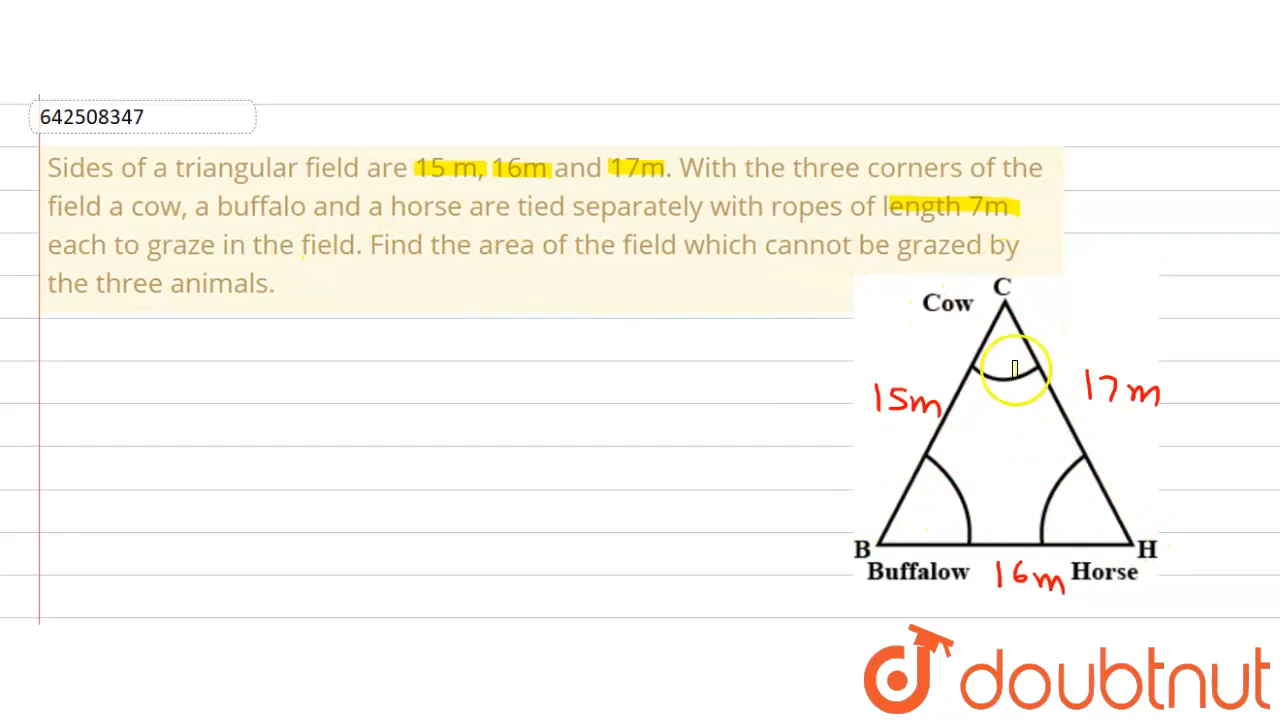 642508347
Sides of a triangular field are 15 m, 16m and 17m. With the three corners of the
field a cow, a buffalo and a horse are tied separately with ropes of length 7m
each to graze in the field. Find the area of the field which cannot be grazed by
the three animals.
C
Cow
15m
17m
B
H
Buffalow
16m
Horse
doubtnut